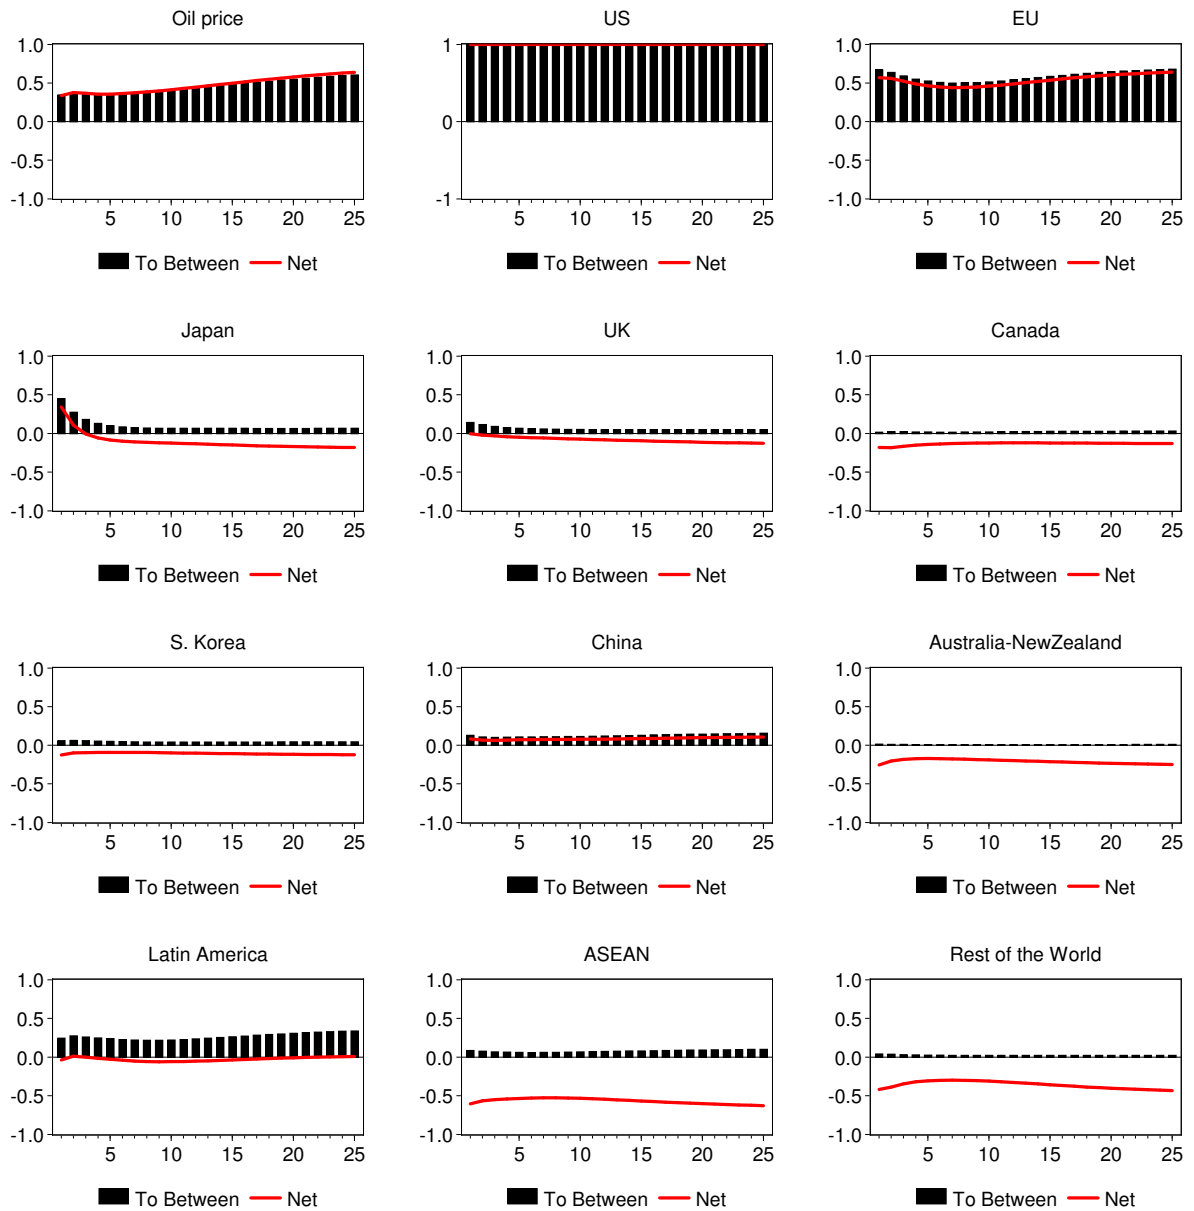 Oil price US EU
1.0 1 1.0
0.5 0.5
0.0 0 0.0
-0.5 -0.5
-1.0 -1 -1.0
5 10 15 20 25 5 10 15 20 25 5 10 15 20 25
To Between Net To Between Net To Between Net
Japan UK Canada
1.0 1.0 1.0
0.5 0.5 0.5
0.0 0.0 0.0
-0.5 -0.5 -0.5
-1.0 -1.0 -1.0
5 10 15 20 25 5 10 15 20 25 5 10 15 20 25
To Between Net To Between Net To Between Net
S. Korea China Australia-NewZealand
1.0 1.0 1.0
0.5 0.5 0.5
0.0 0.0 0.0
-0.5 -0.5 -0.5
-1.0 -1.0 -1.0
5 10 15 20 25 5 10 15 20 25 5 10 15 20 25
To Between Net To Between Net To Between Net
Latin America ASEAN Rest of the World
1.0 1.0 1.0
0.5 0.5 0.5
0.0 0.0 0.0
-0.5 -0.5 -0.5
-1.0 -1.0 -1.0
5 10 15 20 25 5 10 15 20 25 5 10 15 20 25
To Between Net To Between Net To Between Net